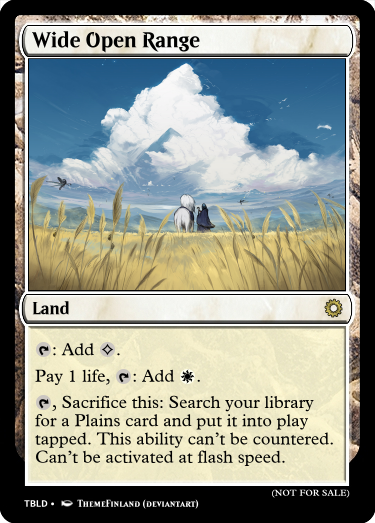 Wide Open Range
Land
: Add .
Pay 1 life, : Add .
, Sacrifice this: Search your library
for a Plains card and put it into play
tapped. This ability can't be countered.
Can't be activated at flash speed.
(NOT FOR SALE)
TBLD • ThemeFinland (deviantart)